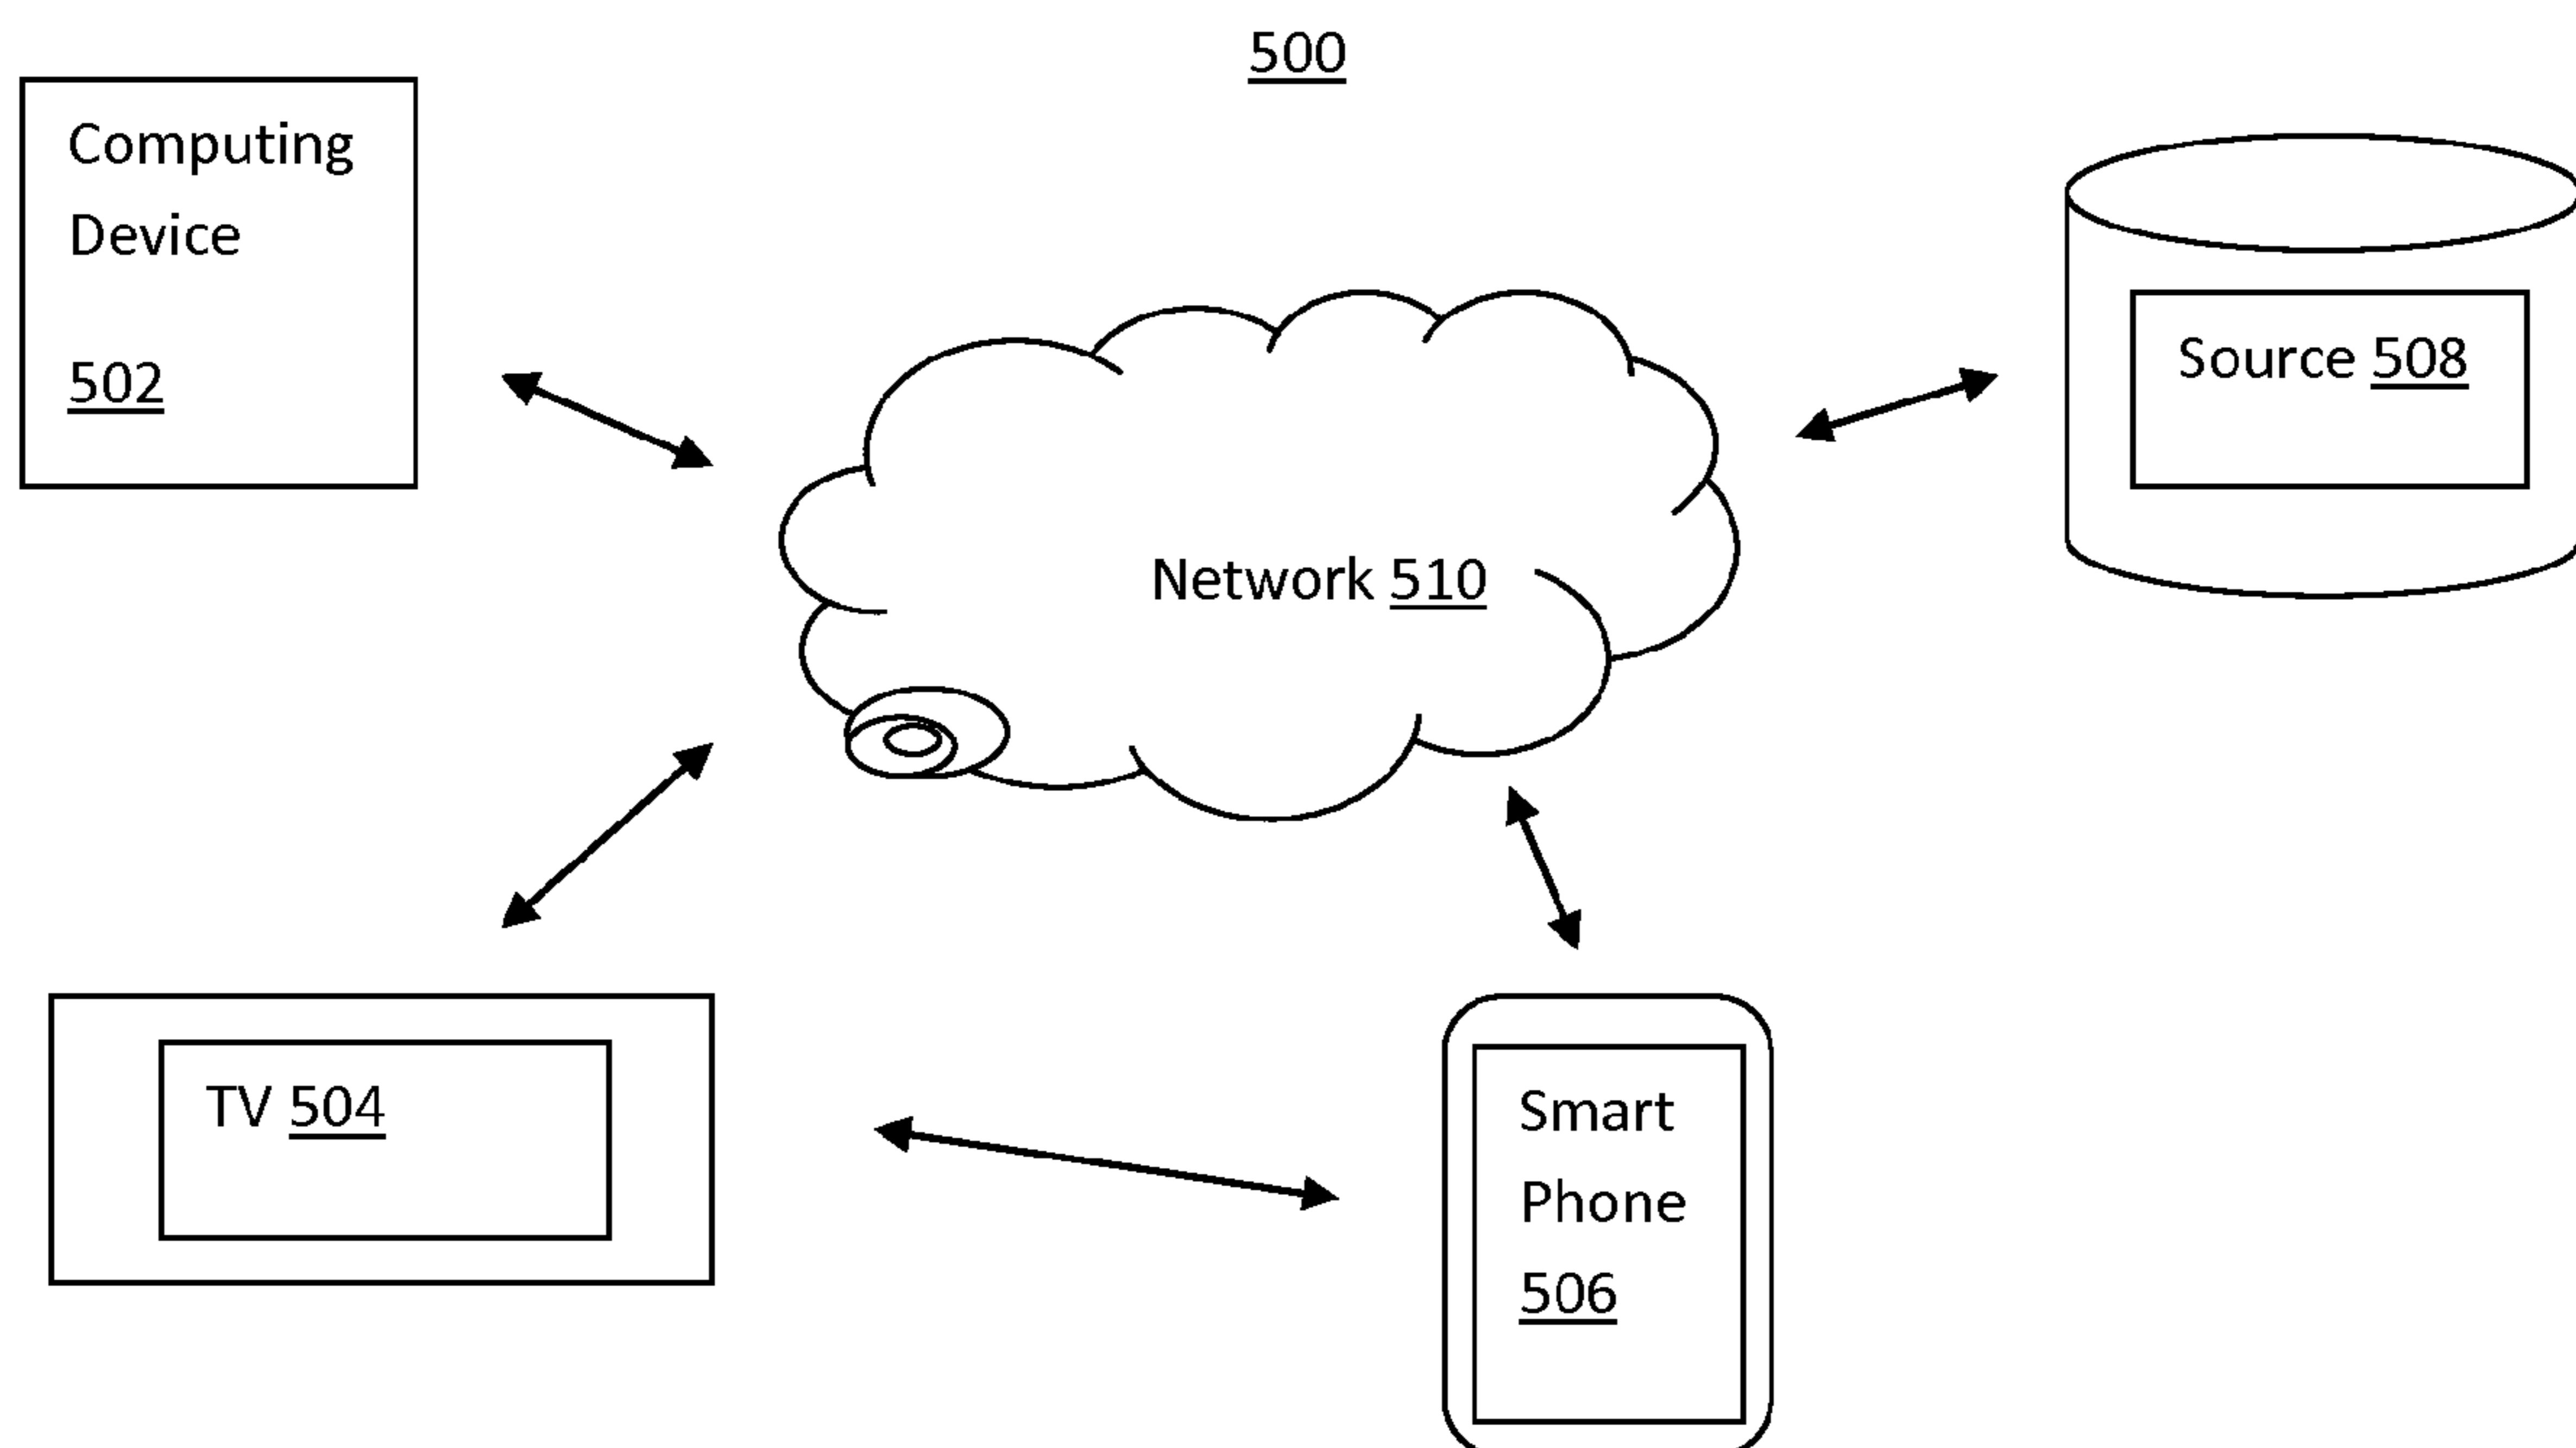 500
Computing
Device
502
Source 508
Network 510
TV 504
Smart
Phone
506